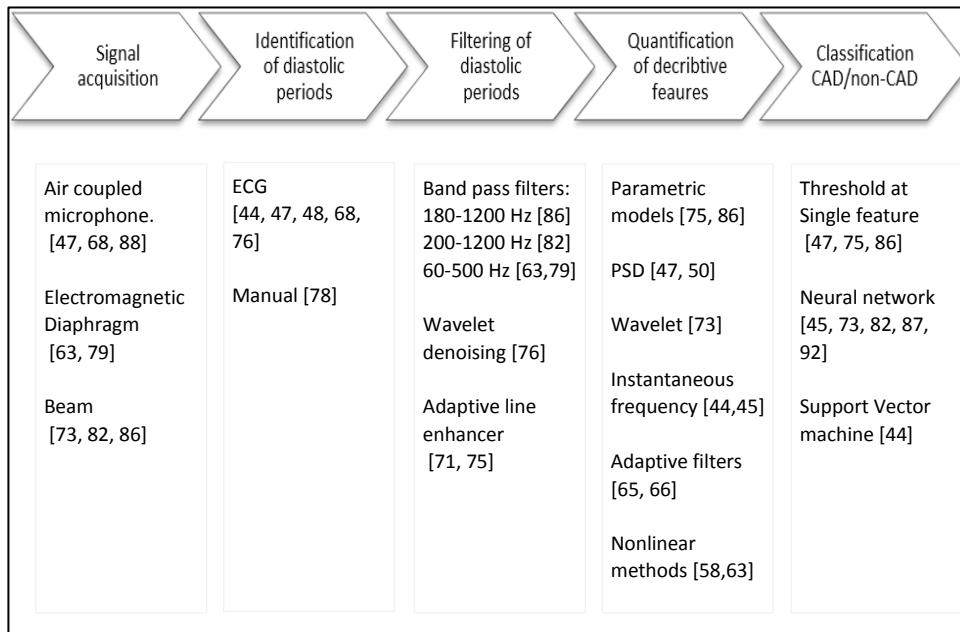 Signal
acquisition
Identification
of diastolic
periods
Filtering of
diastolic
periods
Quantification
of decribtive
feaures
Classification
CAD/non-CAD
Air coupled
microphone.
[47, 68, 88]
Electromagnetic
Diaphragm
[63, 79]
Beam
[73, 82, 86]
ECG
[44, 47, 48, 68,
76]
Manual [78]
Band pass filters:
180-1200 Hz [86]
200-1200 Hz [82]
60-500 Hz [63,79]
Wavelet
denoising [76]
Adaptive line
enhancer
[71, 75]
Parametric
models [75, 86]
PSD [47, 50]
Wavelet [73]
Instantaneous
frequency [44,45]
Adaptive filters
[65, 66]
Nonlinear
methods [58,63]
Threshold at
Single feature
[47, 75, 86]
Neural network
[45, 73, 82, 87,
92]
Support Vector
machine [44]